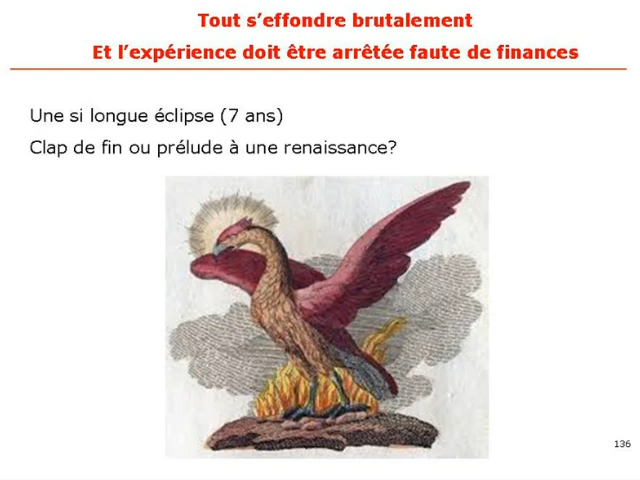 Tout s’effondre brutalement
Et l’expérience doit être arrêtée faute de finances
Une si longue éclipse (7 ans)
Clap de fin ou prélude à une renaissance?
136